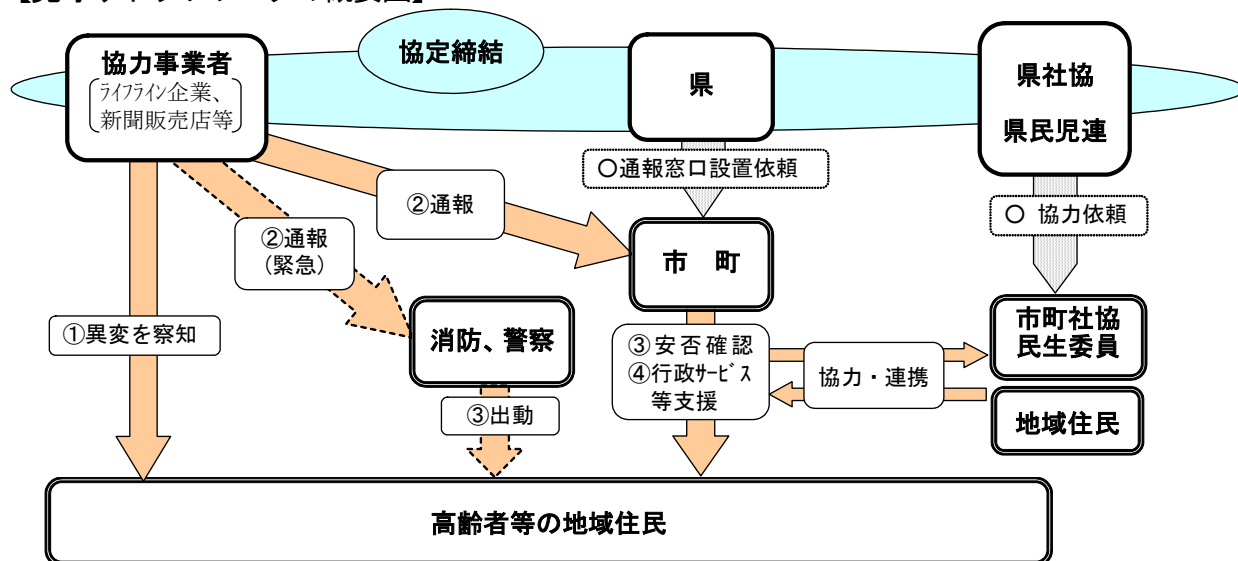 協定締結
協力事業者
ﾗｲﾌﾗｲﾝ企業、
新聞販売店等
県
県社協
県民児連
○通報窓口設置依頼
○ 協力依頼
②通報
②通報
(緊急)
市　町
消防、警察
市町社協
民生委員
①異変を察知
③安否確認
④行政ｻｰﾋﾞｽ
等支援
協力・連携
③出動
地域住民
高齢者等の地域住民